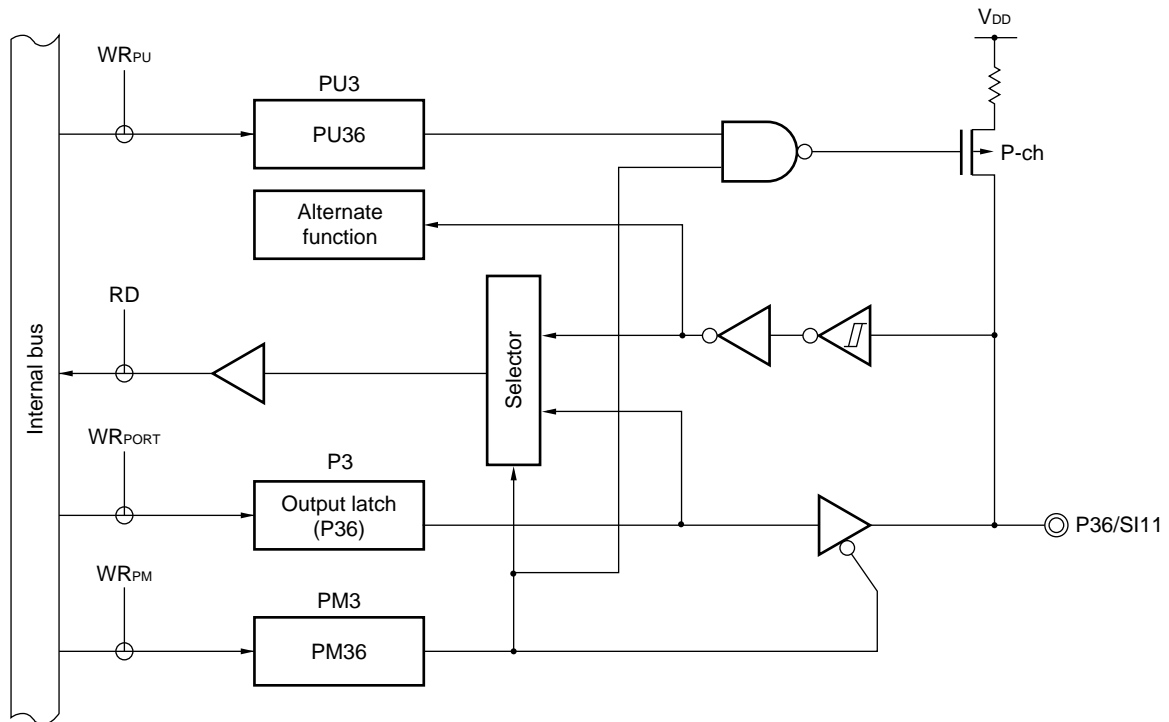 VDD
WRPU
PU3
PU36
P-ch
Alternate
function
RD
Internal bus
Selector
WRPORT
P3
Output latch
(P36)
P36/SI11
WRPM
PM3
PM36